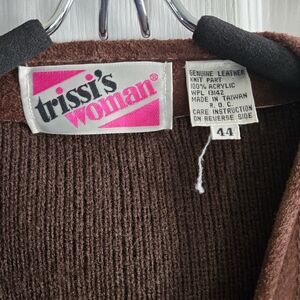 trissi's
woman®
GENUINE LEATHER
KNIT PART
100% ACRYLIC
WPL 13142
MADE IN TAIWAN
R.O.C.
CARE INSTRUCTION
ON REVERSE SIDE
44